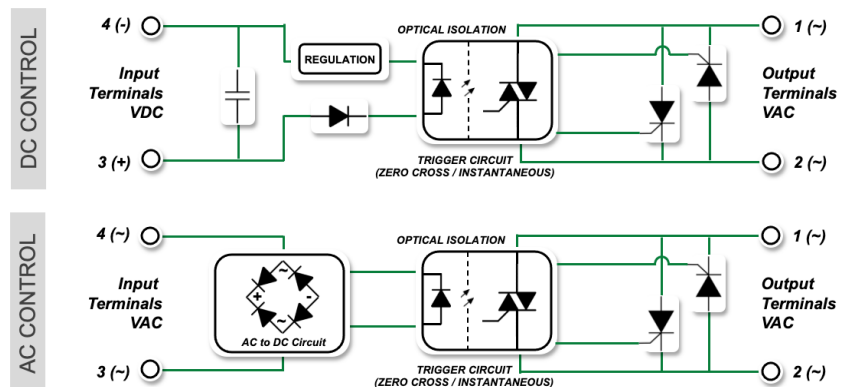 DC CONTROL
4 (-)
Input
Terminals
VDC
3 (+)
REGULATION
OPTICAL ISOLATION
TRIGGER CIRCUIT
(ZERO CROSS / INSTANTANEOUS)
1 (~)
Output
Terminals
VAC
2 (~)
AC CONTROL
4 (~)
Input
Terminals
VAC
3 (~)
~
+
-
~
AC to DC Circuit
OPTICAL ISOLATION
TRIGGER CIRCUIT
(ZERO CROSS / INSTANTANEOUS)
1 (~)
Output
Terminals
VAC
2 (~)